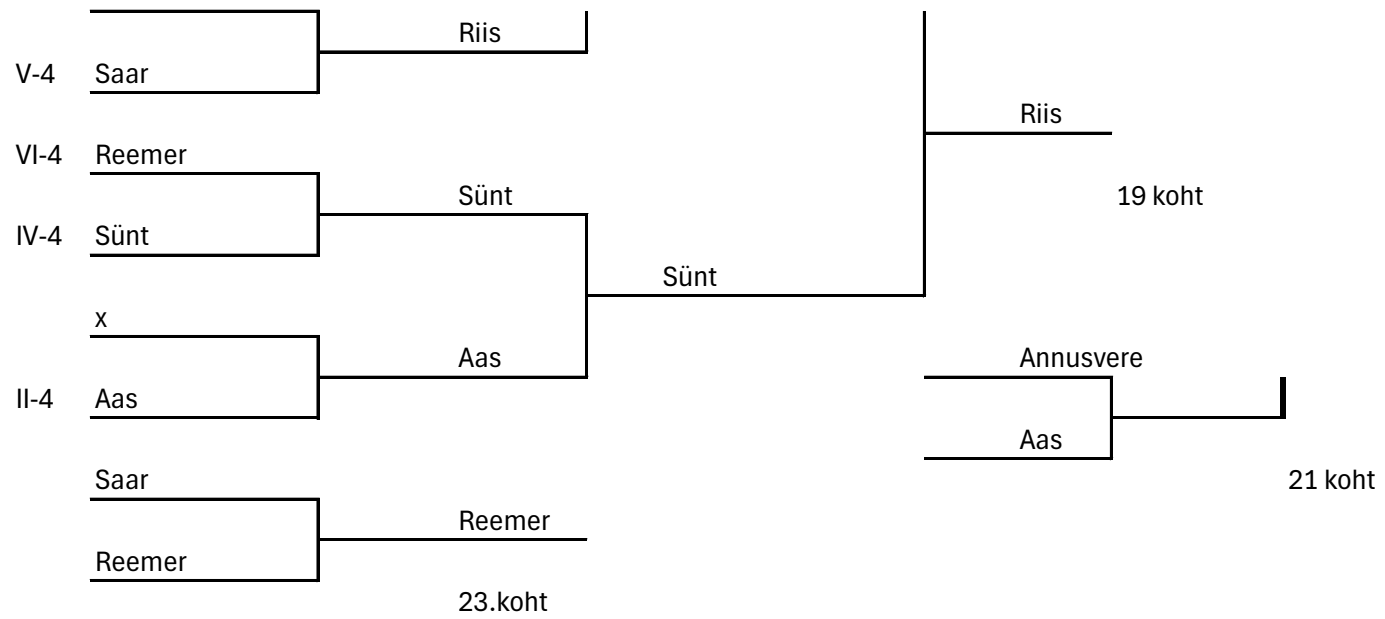 Riis
V-4 Saar
Riis
VI-4 Reemer
Sünt 19 koht
IV-4 Sünt
Sünt
x
Aas Annusvere
II-4 Aas
Aas
Saar 21 koht
Reemer
Reemer
23.koht